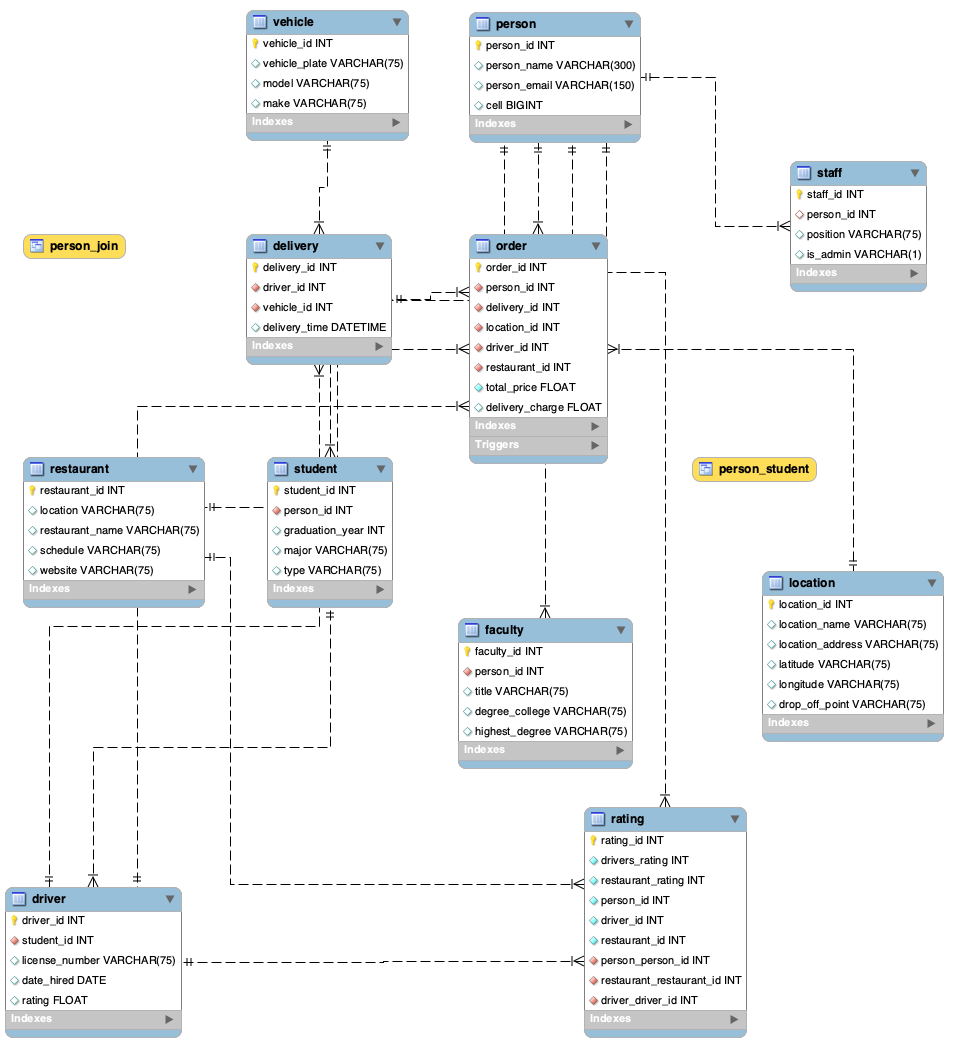 vehicle
vehicle_id INT
vehicle_plate VARCHAR(75)
model VARCHAR(75)
make VARCHAR(75)
Indexes
person
person_id INT
person_name VARCHAR(300)
person_email VARCHAR(150)
cell BIGINT
Indexes
staff
staff_id INT
person_id INT
position VARCHAR(75)
is_admin VARCHAR(1)
Indexes
person_join
delivery
delivery_id INT
driver_id INT
vehicle_id INT
delivery_time DATETIME
Indexes
order
order_id INT
person_id INT
delivery_id INT
location_id INT
driver_id INT
restaurant_id INT
total_price FLOAT
delivery_charge FLOAT
Indexes
Triggers
restaurant
restaurant_id INT
location VARCHAR(75)
restaurant_name VARCHAR(75)
schedule VARCHAR(75)
website VARCHAR(75)
Indexes
student
student_id INT
person_id INT
graduation_year INT
major VARCHAR(75)
type VARCHAR(75)
Indexes
person_student
faculty
faculty_id INT
person_id INT
title VARCHAR(75)
degree_college VARCHAR(75)
highest_degree VARCHAR(75)
Indexes
location
location_id INT
location_name VARCHAR(75)
location_address VARCHAR(75)
latitude VARCHAR(75)
longitude VARCHAR(75)
drop_off_point VARCHAR(75)
Indexes
driver
driver_id INT
student_id INT
license_number VARCHAR(75)
date_hired DATE
rating FLOAT
Indexes
rating
rating_id INT
drivers_rating INT
restaurant_rating INT
person_id INT
driver_id INT
restaurant_id INT
person_person_id INT
restaurant_restaurant_id INT
driver_driver_id INT
Indexes